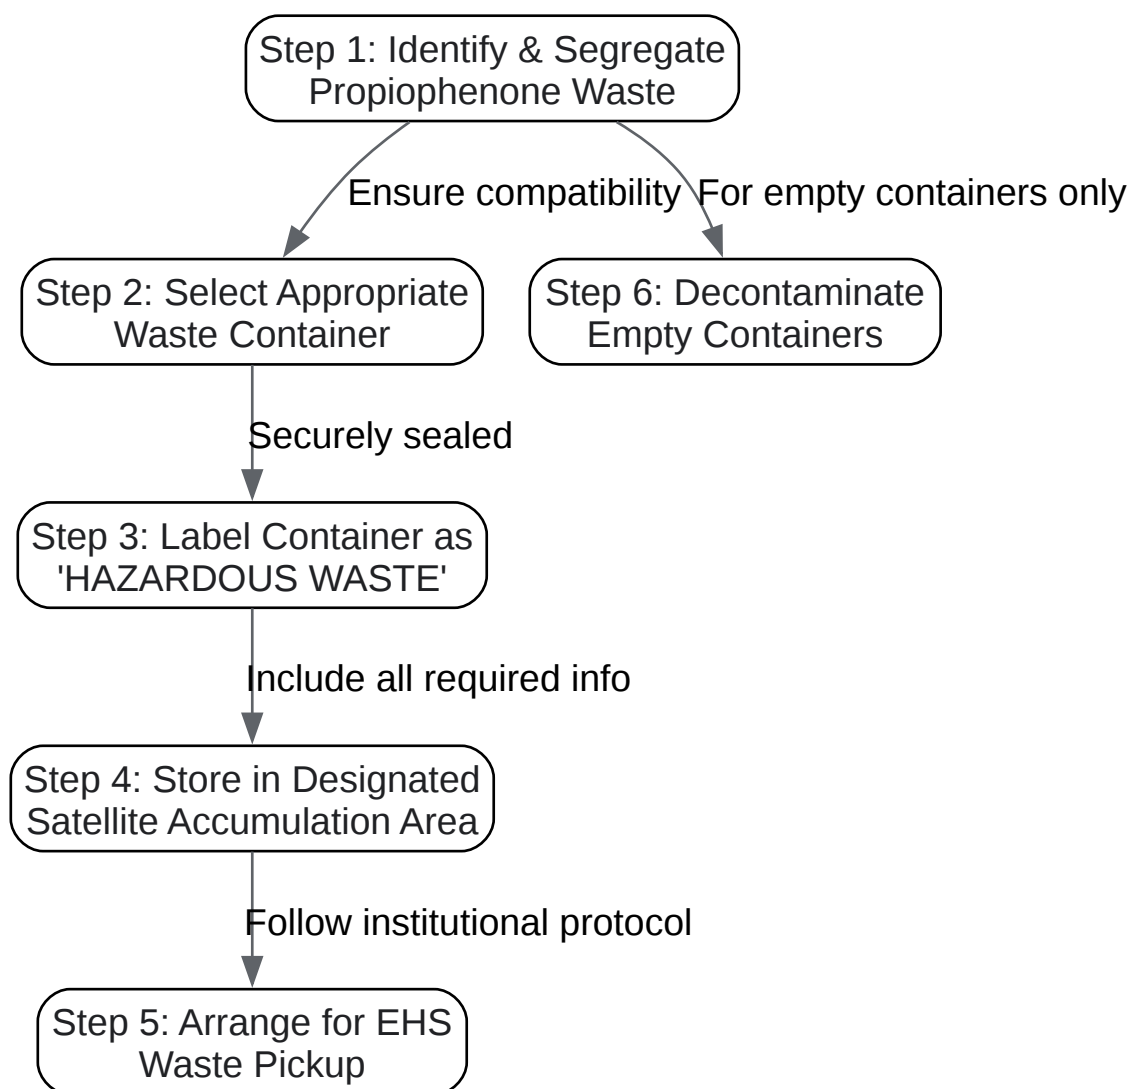 Step 1: Identify & Segregate
Propiophenone Waste
Ensure compatibility
For empty containers only
Step 2: Select Appropriate
Waste Container
Step 6: Decontaminate
Empty Containers
Securely sealed
Step 3: Label Container as
'HAZARDOUS WASTE'
Include all required info
Step 4: Store in Designated
Satellite Accumulation Area
Follow institutional protocol
Step 5: Arrange for EHS
Waste Pickup